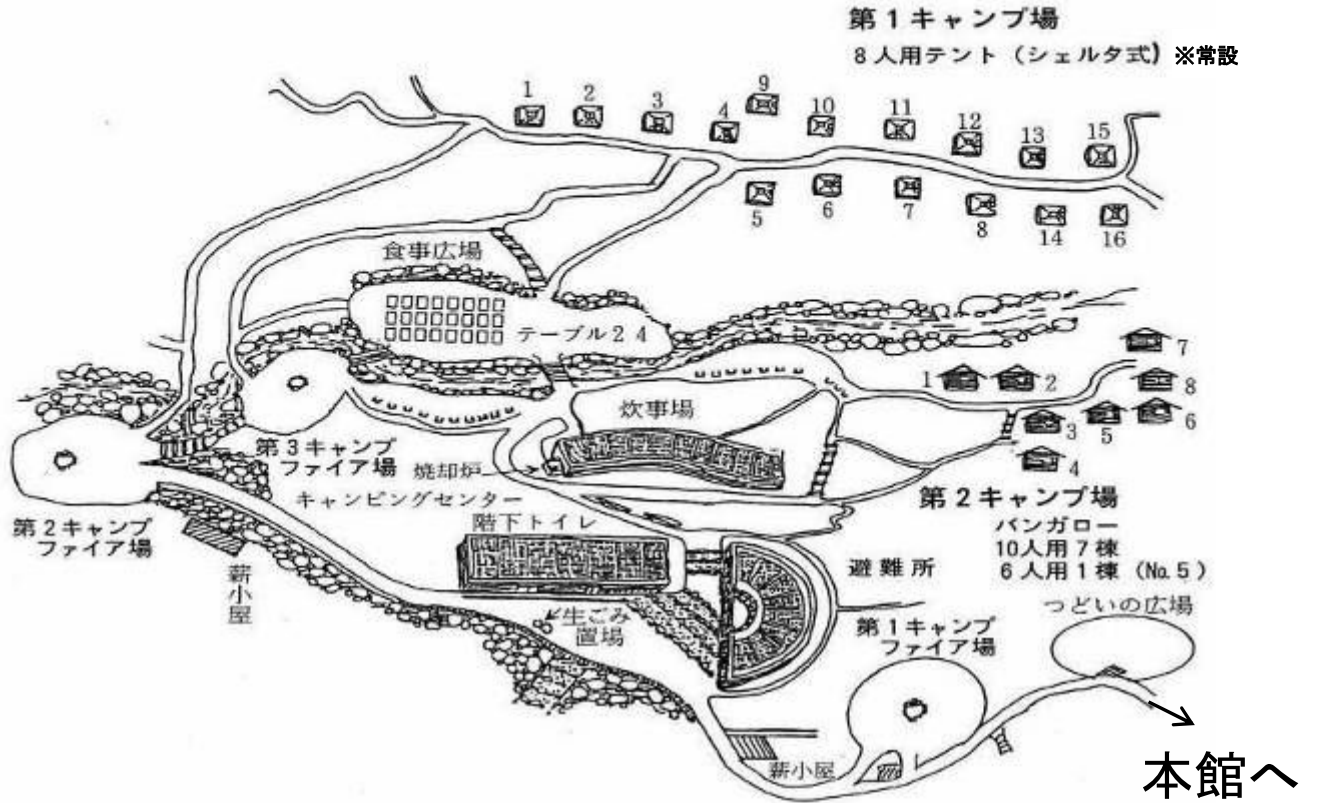 第1キャンプ場
8人用テント（シェルタ式）※常設
1
2
3
4
9
10
11
12
13
15
5
6
7
8
14
16
食事広場
テーブル24
7
1
2
8
3
5
6
4
炊事場
第3キャンプ
ファイア場
焼却炉
キャンピングセンター
階下トイレ
第2キャンプ
ファイア場
薪小屋
第2キャンプ場
バンガロー
10人用7棟
6人用1棟（No.5）
避難所
つどいの広場
生ごみ
置場
第1キャンプ
ファイア場
薪小屋
本館へ